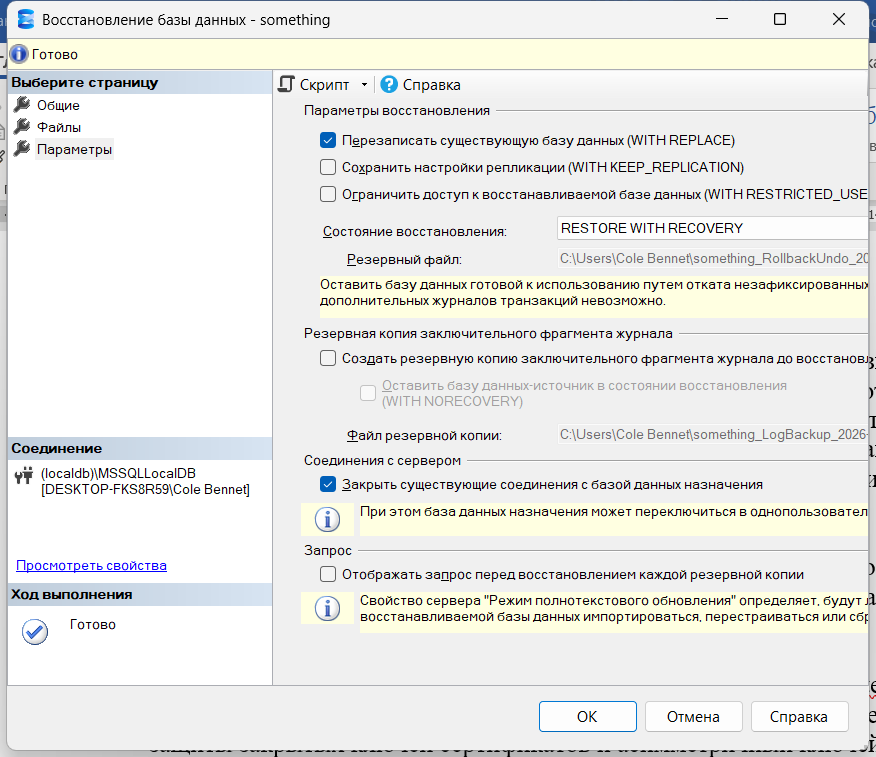 Восстановление базы данных - something
Готово
Выберите страницу
Общие
Файлы
Параметры
Скрипт
Справка
Параметры восстановления
Перезаписать существующую базу данных (WITH REPLACE)
Сохранить настройки репликации (WITH KEEP_REPLICATION)
Ограничить доступ к восстанавливаемой базе данных (WITH RESTRICTED_USE
Состояние восстановления:
RESTORE WITH RECOVERY
Резервный файл:
C:\Users\Cole Bennet\something_RollbackUndo_20
Оставить базу данных готовой к использованию путем отката незафиксированных
дополнительных журналов транзакций невозможно.
Резервная копия заключительного фрагмента журнала
Создать резервную копию заключительного фрагмента журнала до восстанов
Оставить базу данных-источник в состоянии восстановления
(WITH NORECOVERY)
Файл резервной копии:
C:\Users\Cole Bennet\something_LogBackup_2026-
Соединения с сервером
Закрыть существующие соединения с базой данных назначения
При этом база данных назначения может переключиться в однопользовател
Запрос
Отображать запрос перед восстановлением каждой резервной копии
Свойство сервера "Режим полнотекстового обновления" определяет, будут
восстанавливаемой базы данных импортироваться, перестраиваться или сбр
Соединение
(localdb)\MSSQLLocalDB
[DESKTOP-FKS8R59\Cole Bennet]
Просмотреть свойства
Ход выполнения
Готово
OK
Отмена
Справка